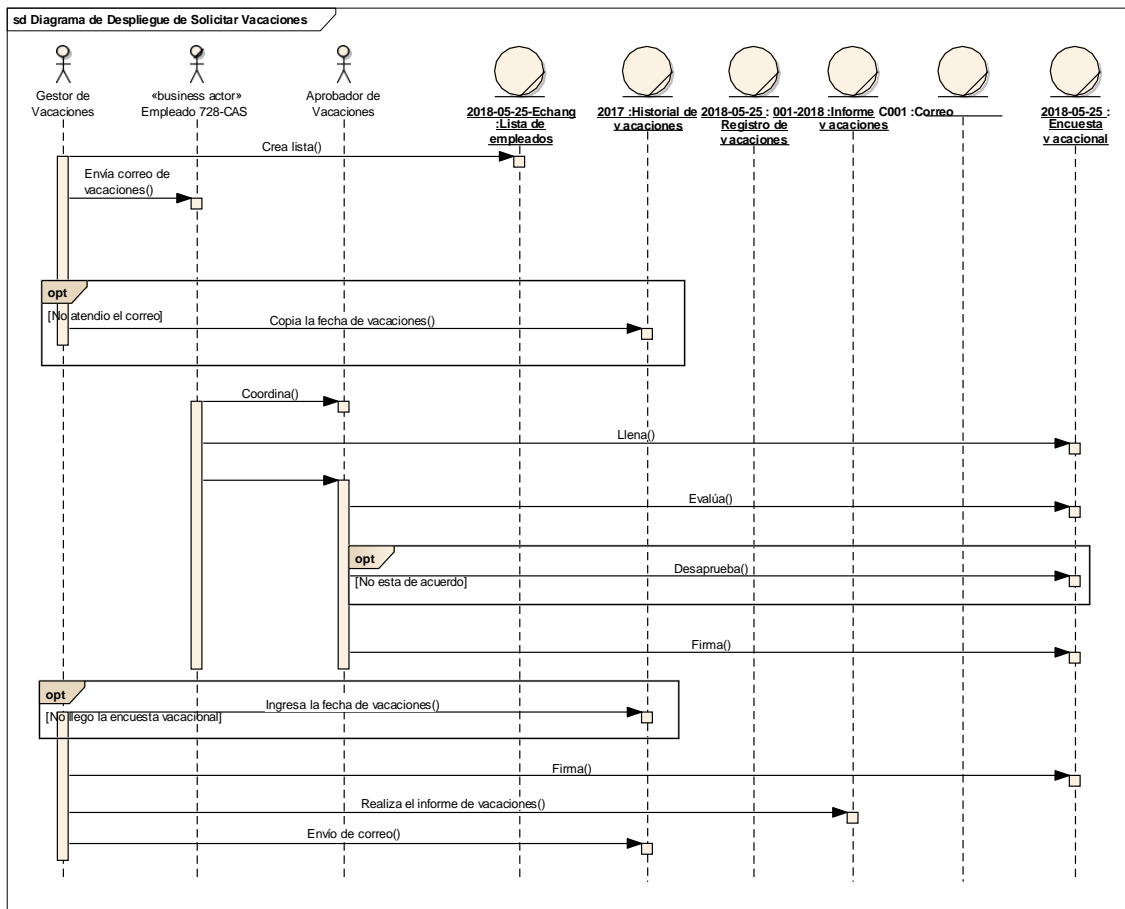 sd Diagrama de Despliegue de Solicitar Vacaciones
Gestor de
Vacaciones
«business actor»
Empleado 728-CAS
Aprobador de
Vacaciones
2018-05-25-Echang
:Lista de
empleados
2017 :Historial de
vacaciones
2018-05-25 :
Registro de
vacaciones
001-2018 :Informe
vacaciones
C001 :Correo
2018-05-25 :
Encuesta
vacacional
Crea lista()
Envía correo de
vacaciones()
opt
[No atendio el correo]
Copia la fecha de vacaciones()
Coordina()
Llena()
Evalúa()
opt
Desaprueba()
[No esta de acuerdo]
Firma()
opt
Ingresa la fecha de vacaciones()
[No llego la encuesta vacacional]
Firma()
Realiza el informe de vacaciones()
Envío de correo()